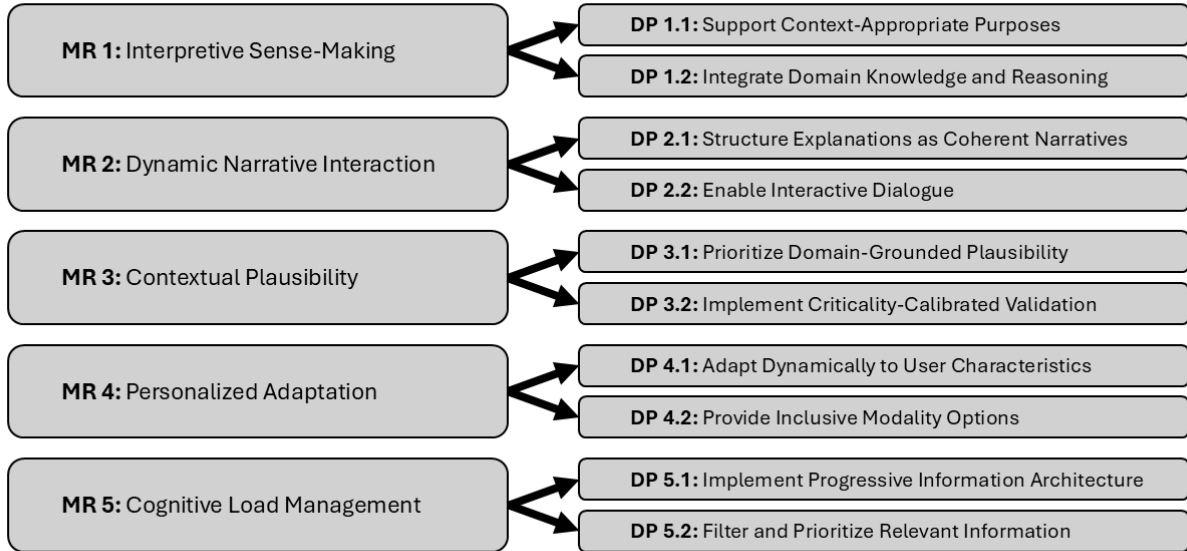 MR 1: Interpretive Sense-Making
DP 1.1: Support Context-Appropriate Purposes
DP 1.2: Integrate Domain Knowledge and Reasoning
MR 2: Dynamic Narrative Interaction
DP 2.1: Structure Explanations as Coherent Narratives
DP 2.2: Enable Interactive Dialogue
MR 3: Contextual Plausibility
DP 3.1: Prioritize Domain-Grounded Plausibility
DP 3.2: Implement Criticality-Calibrated Validation
MR 4: Personalized Adaptation
DP 4.1: Adapt Dynamically to User Characteristics
DP 4.2: Provide Inclusive Modality Options
MR 5: Cognitive Load Management
DP 5.1: Implement Progressive Information Architecture
DP 5.2: Filter and Prioritize Relevant Information